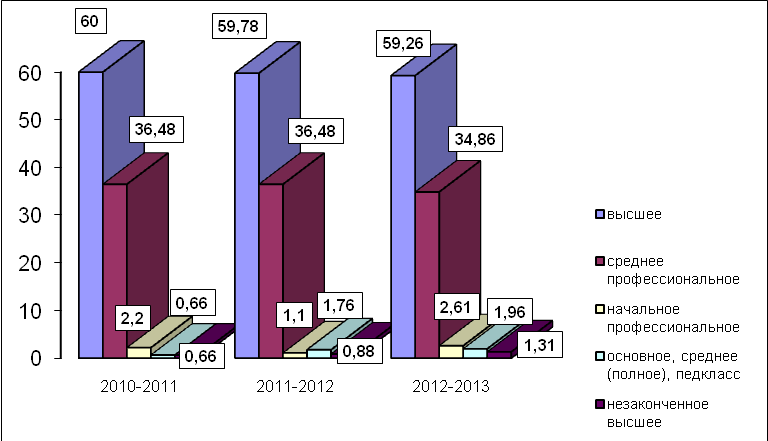 60
59,78
59,26
60
50
40
30
20
10
0
36,48
36,48
34,86
2,2
0,66
0,66
1,1
1,76
0,88
2,61
1,96
1,31
2010-2011
2011-2012
2012-2013
высшее
среднее
профессиональное
начальное
профессиональное
основное, среднее
(полное), педкласс
незаконченное
высшее